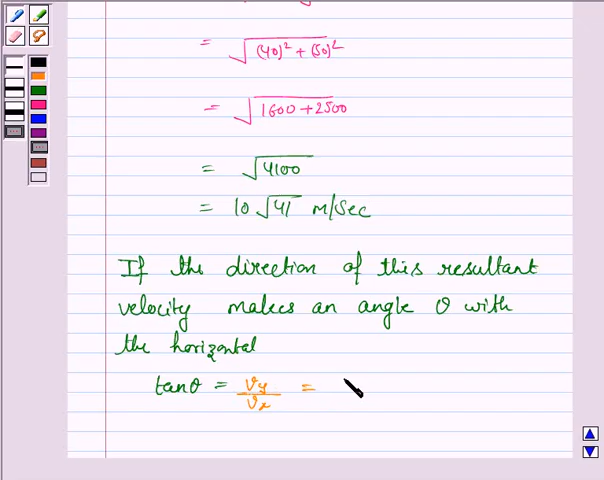 = √(40)² + (50)²
= √1600+2500
= √4100
= 10√41 m/sec
If the direction of this resultant
velocity makes an angle θ with
the horizontal
tanθ = vy/vx =